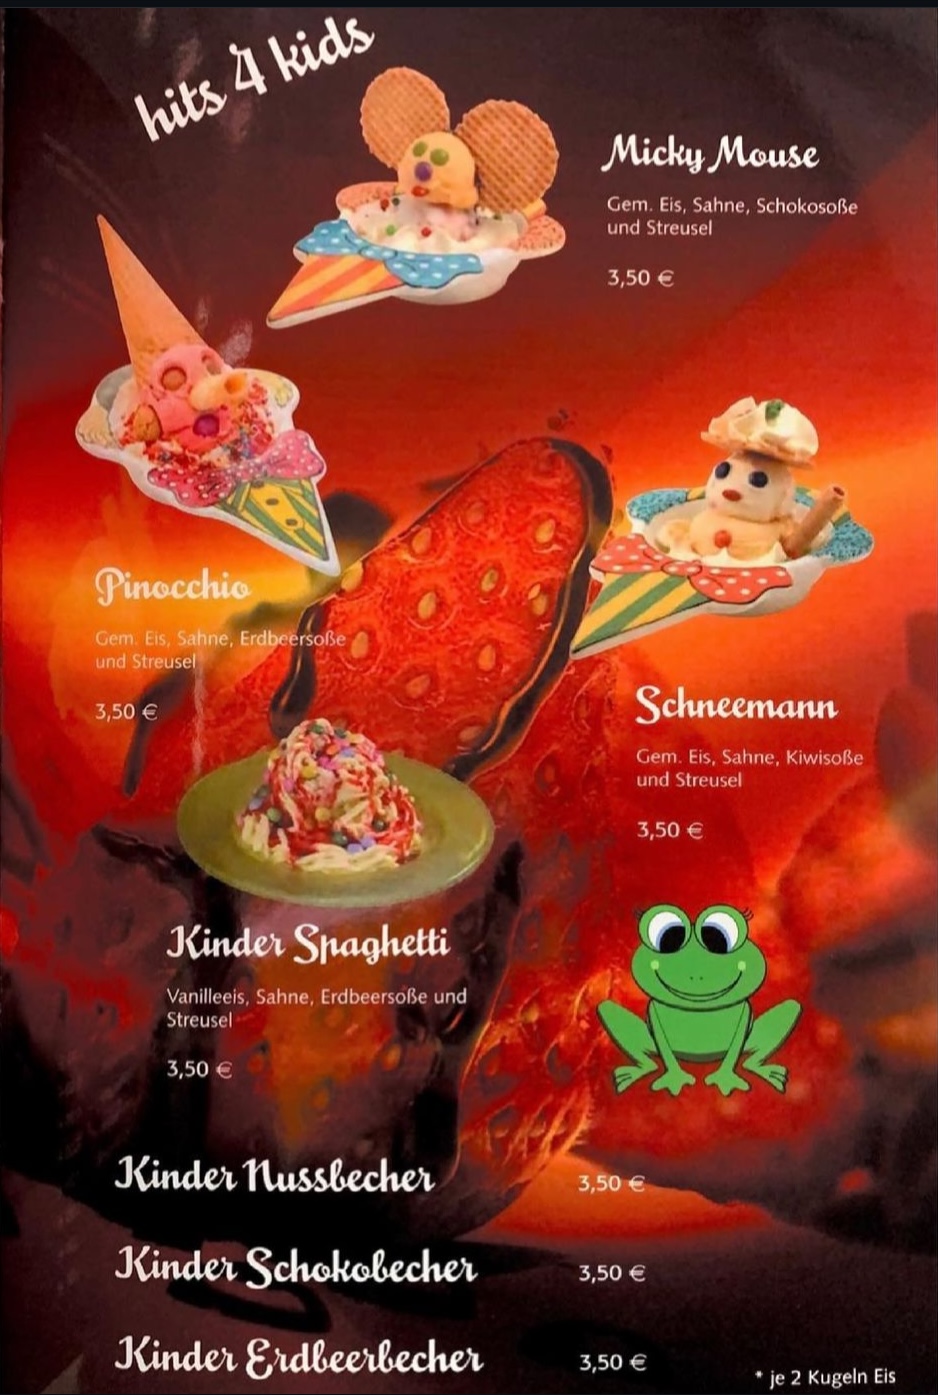 hits 4 kids
Micky Mouse
Gem. Eis, Sahne, Schokosoße
und Streusel
3,50 €
Pinocchio
Gem. Eis, Sahne, Erdbeersoße
und Streusel
3,50 €
Schneemann
Gem. Eis, Sahne, Kiwisoße
und Streusel
3,50 €
Kinder Spaghetti
Vanilleeis, Sahne, Erdbeersoße und
Streusel
3,50 €
Kinder Nussbecher 3,50 €
Kinder Schokobecher 3,50 €
Kinder Erdbeerbecher 3,50 €
* je 2 Kugeln Eis